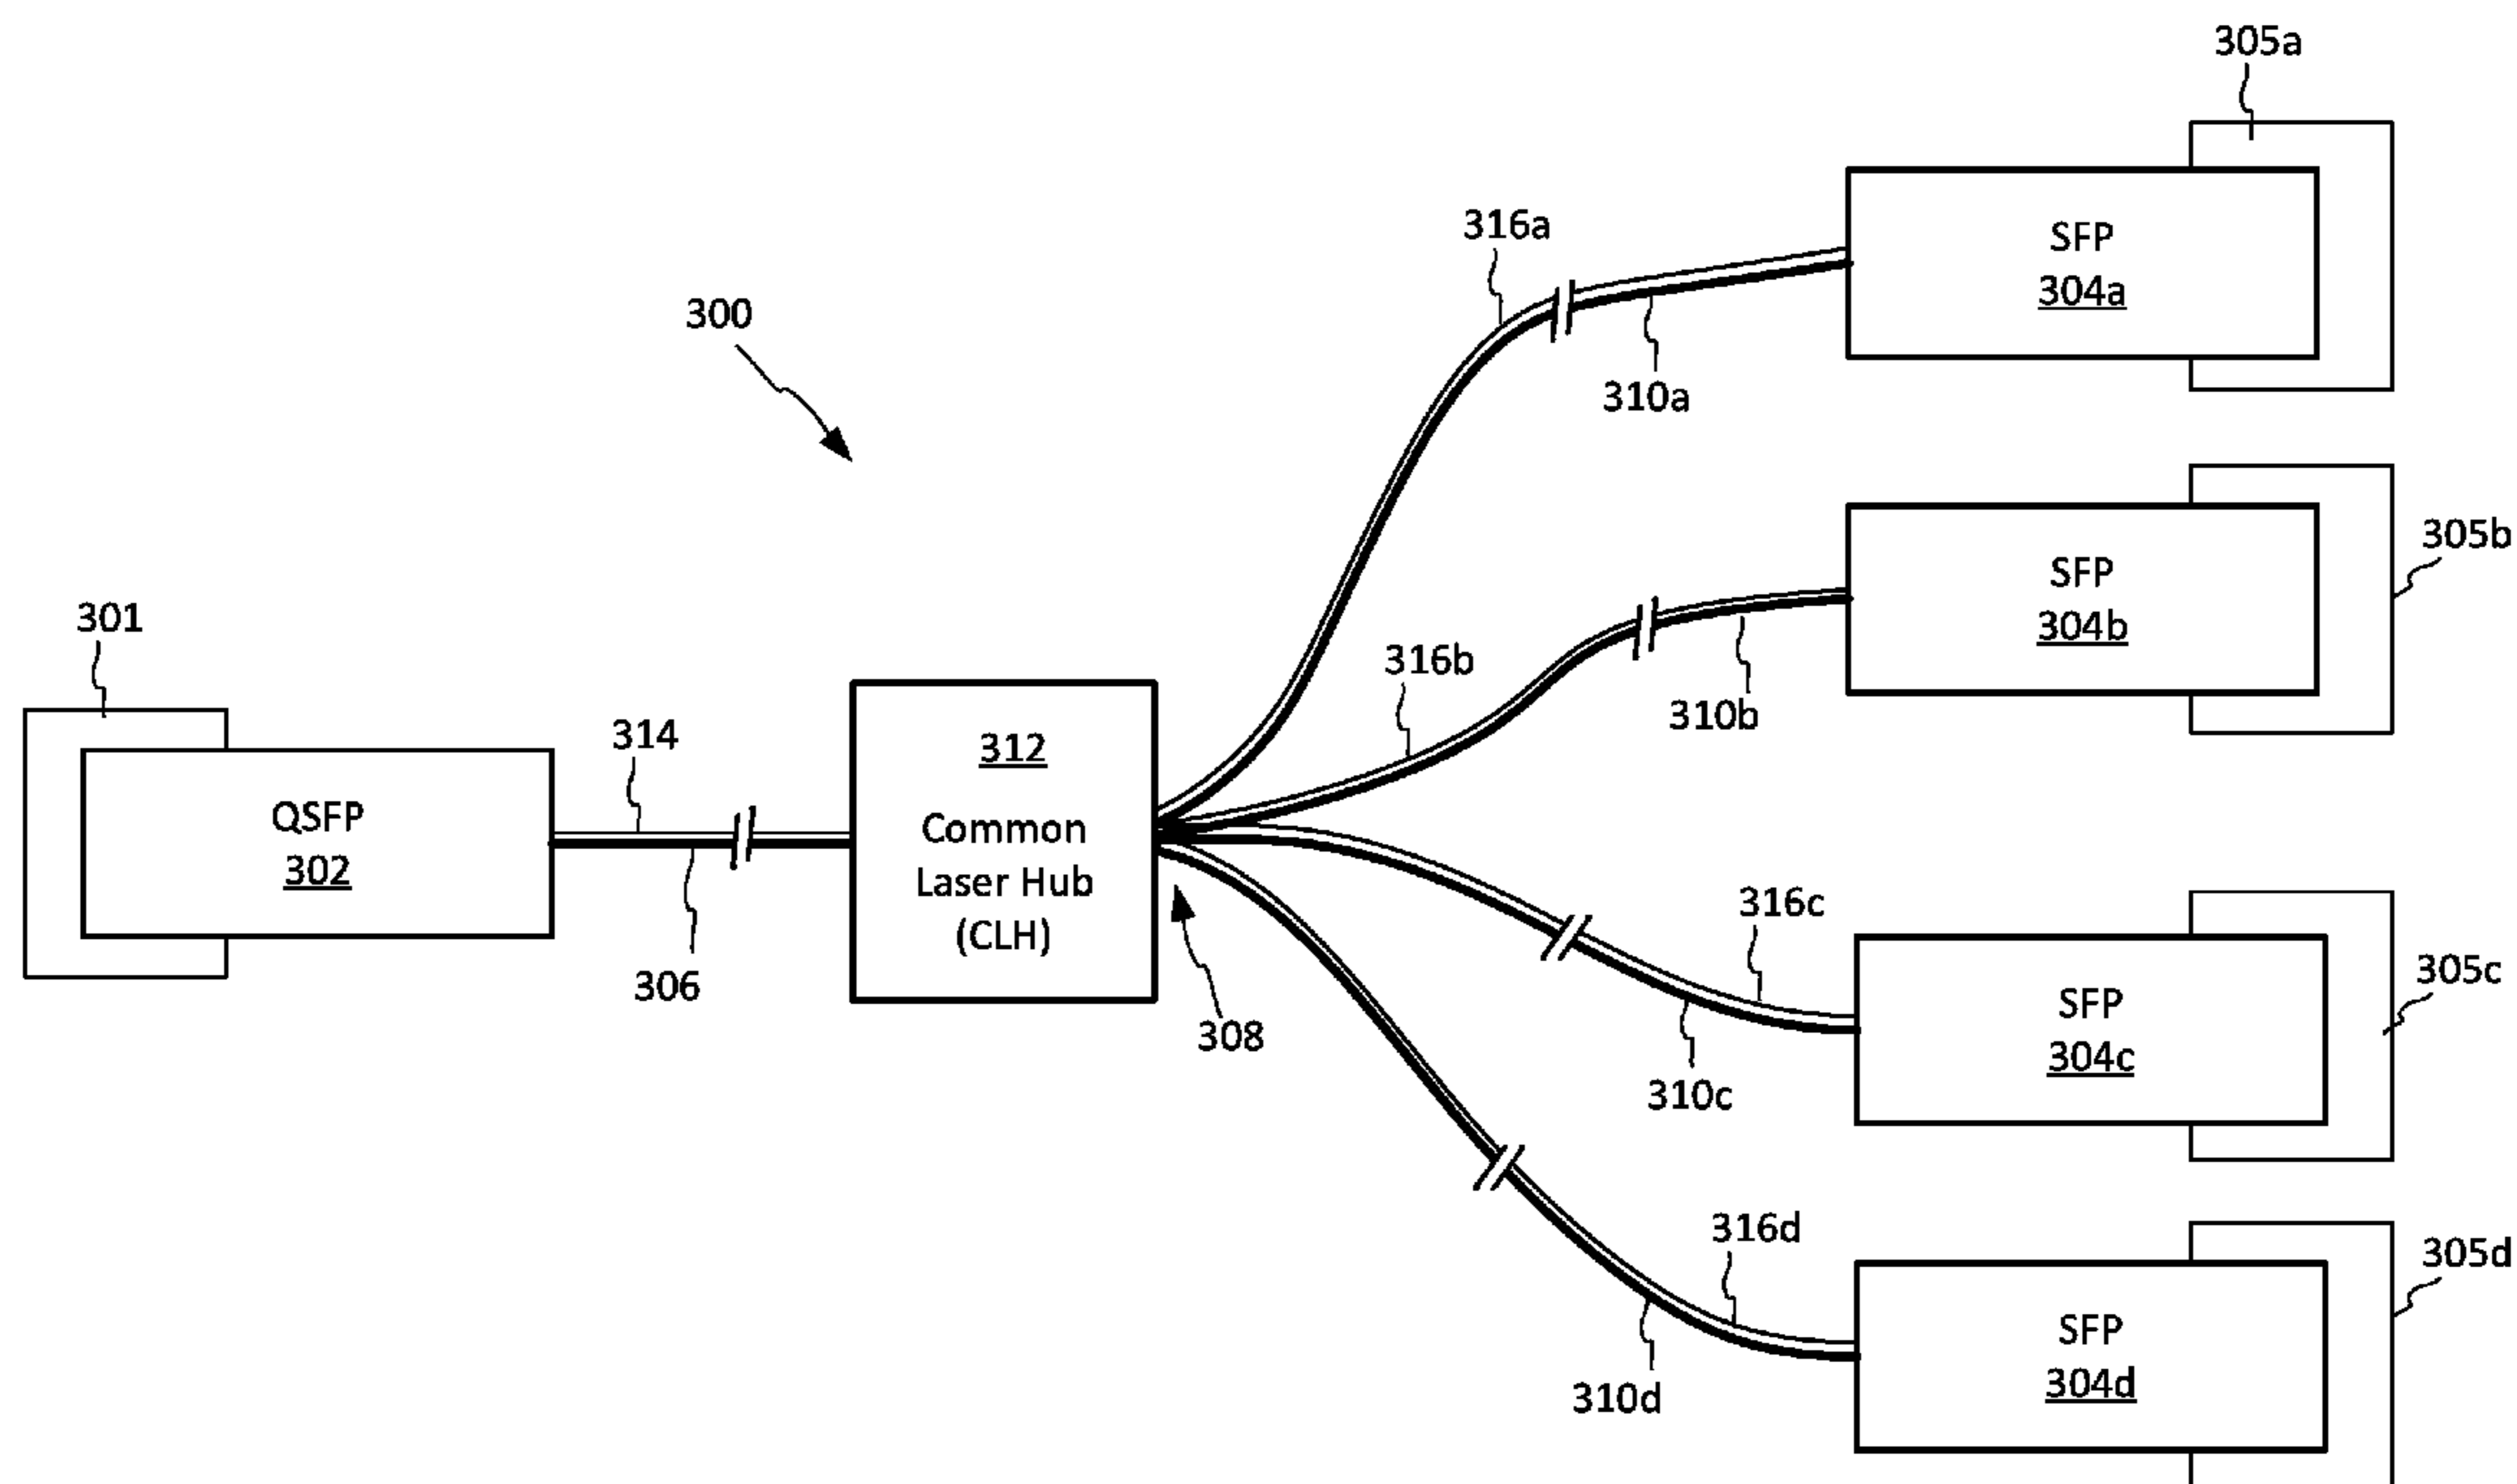 305a
316a
SFP
304a
300
310a
305b
SFP
304b
301
316b
310b
314
312
QSFP
302
Common
Laser Hub
(CLH)
316c
305c
306
SFP
304c
308
310c
316d
305d
SFP
304d
310d